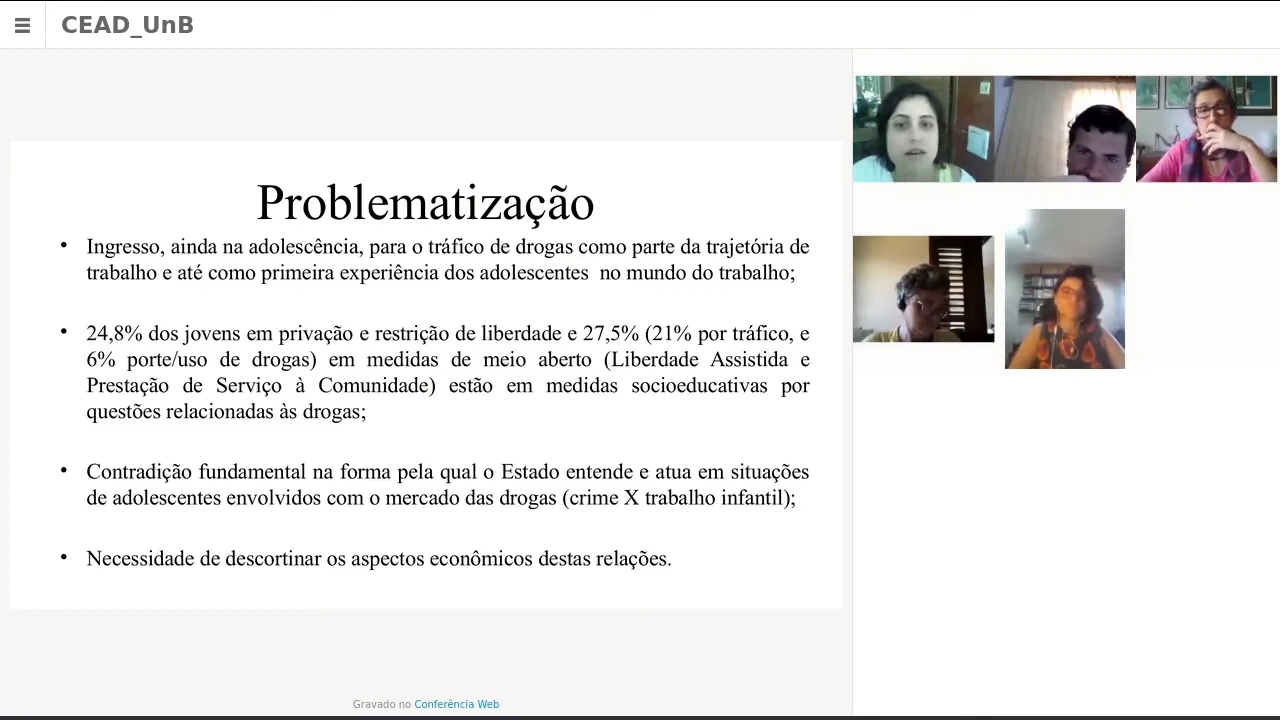 CEAD_UnB
Problematização
• Ingresso, ainda na adolescência, para o tráfico de drogas como parte da trajetória de
trabalho e até como primeira experiência dos adolescentes no mundo do trabalho;
• 24,8% dos jovens em privação e restrição de liberdade e 27,5% (21% por tráfico, e
6% porte/uso de drogas) em medidas de meio aberto (Liberdade Assistida e
Prestação de Serviço à Comunidade) estão em medidas socioeducativas por
questões relacionadas às drogas;
• Contradição fundamental na forma pela qual o Estado entende e atua em situações
de adolescentes envolvidos com o mercado das drogas (crime X trabalho infantil);
• Necessidade de descortinar os aspectos econômicos destas relações.
Gravado no Conferência Web